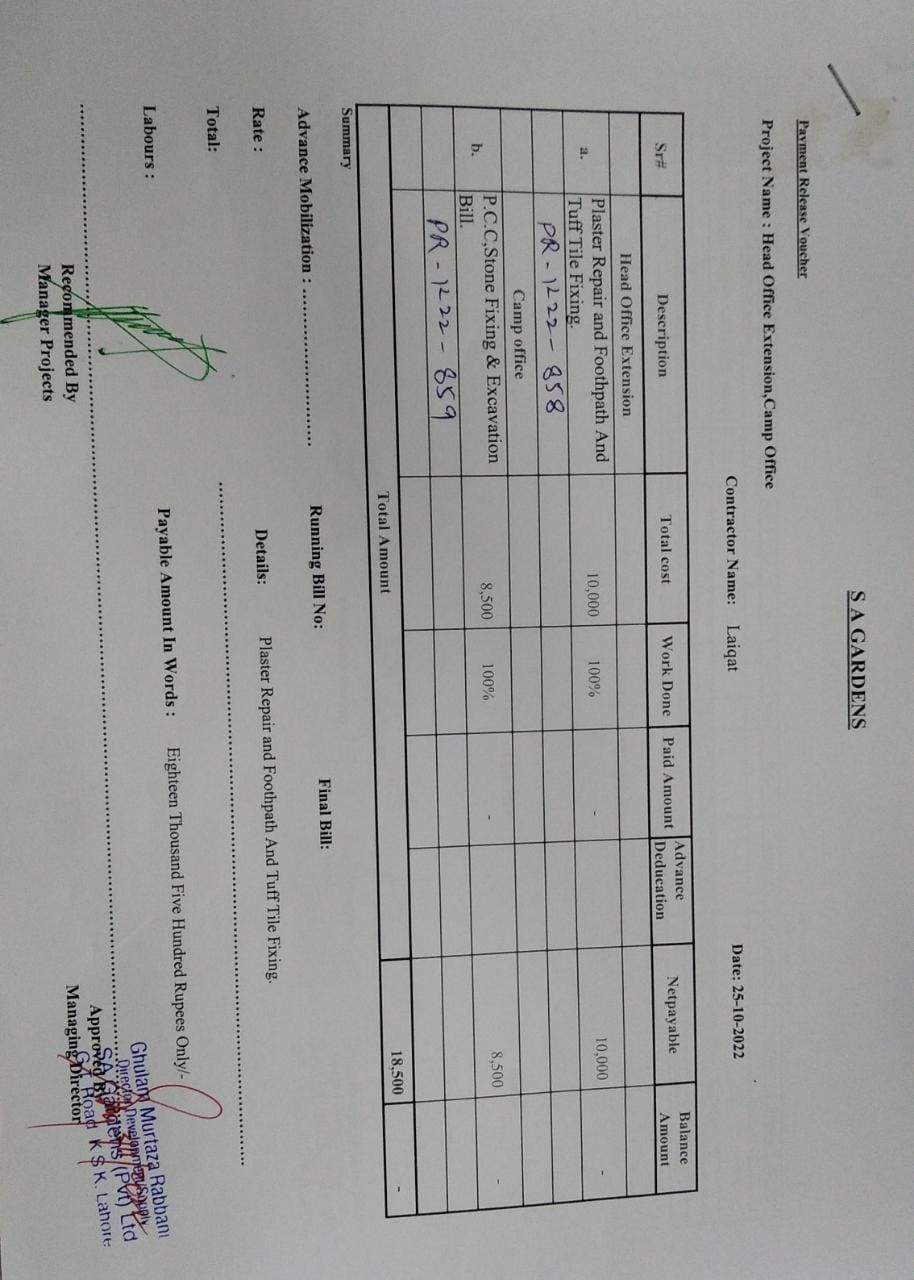 S A GARDENS
Payment Release Voucher
Project Name : Head Office Extension,Camp Office
Contractor Name: Laiqat Date: 25-10-2022
Sr# Description Total cost Work Done Paid Amount Advance Deducation Netpayable Balance Amount
Head Office Extension
a. Plaster Repair and Foothpath And Tuff Tile Fixing. 10,000 100% - 10,000 -
PR - 1222 - 858
Camp office
b. P.C.C,Stone Fixing & Excavation Bill. 8,500 100% - 8,500 -
PR - 1222 - 859
Total Amount 18,500 -
Summary
Advance Mobilization : .......................... Running Bill No: Final Bill:
Rate : Details: Plaster Repair and Foothpath And Tuff Tile Fixing.
Total:
Labours : Payable Amount In Words : Eighteen Thousand Five Hundred Rupees Only/-
Recommended By
Manager Projects
Approved By
Managing Director
Ghulam Murtaza Rabbani
Director Development/Supply
S.A Gardens (Pvt) Ltd
G.T Road K S K. Lahore